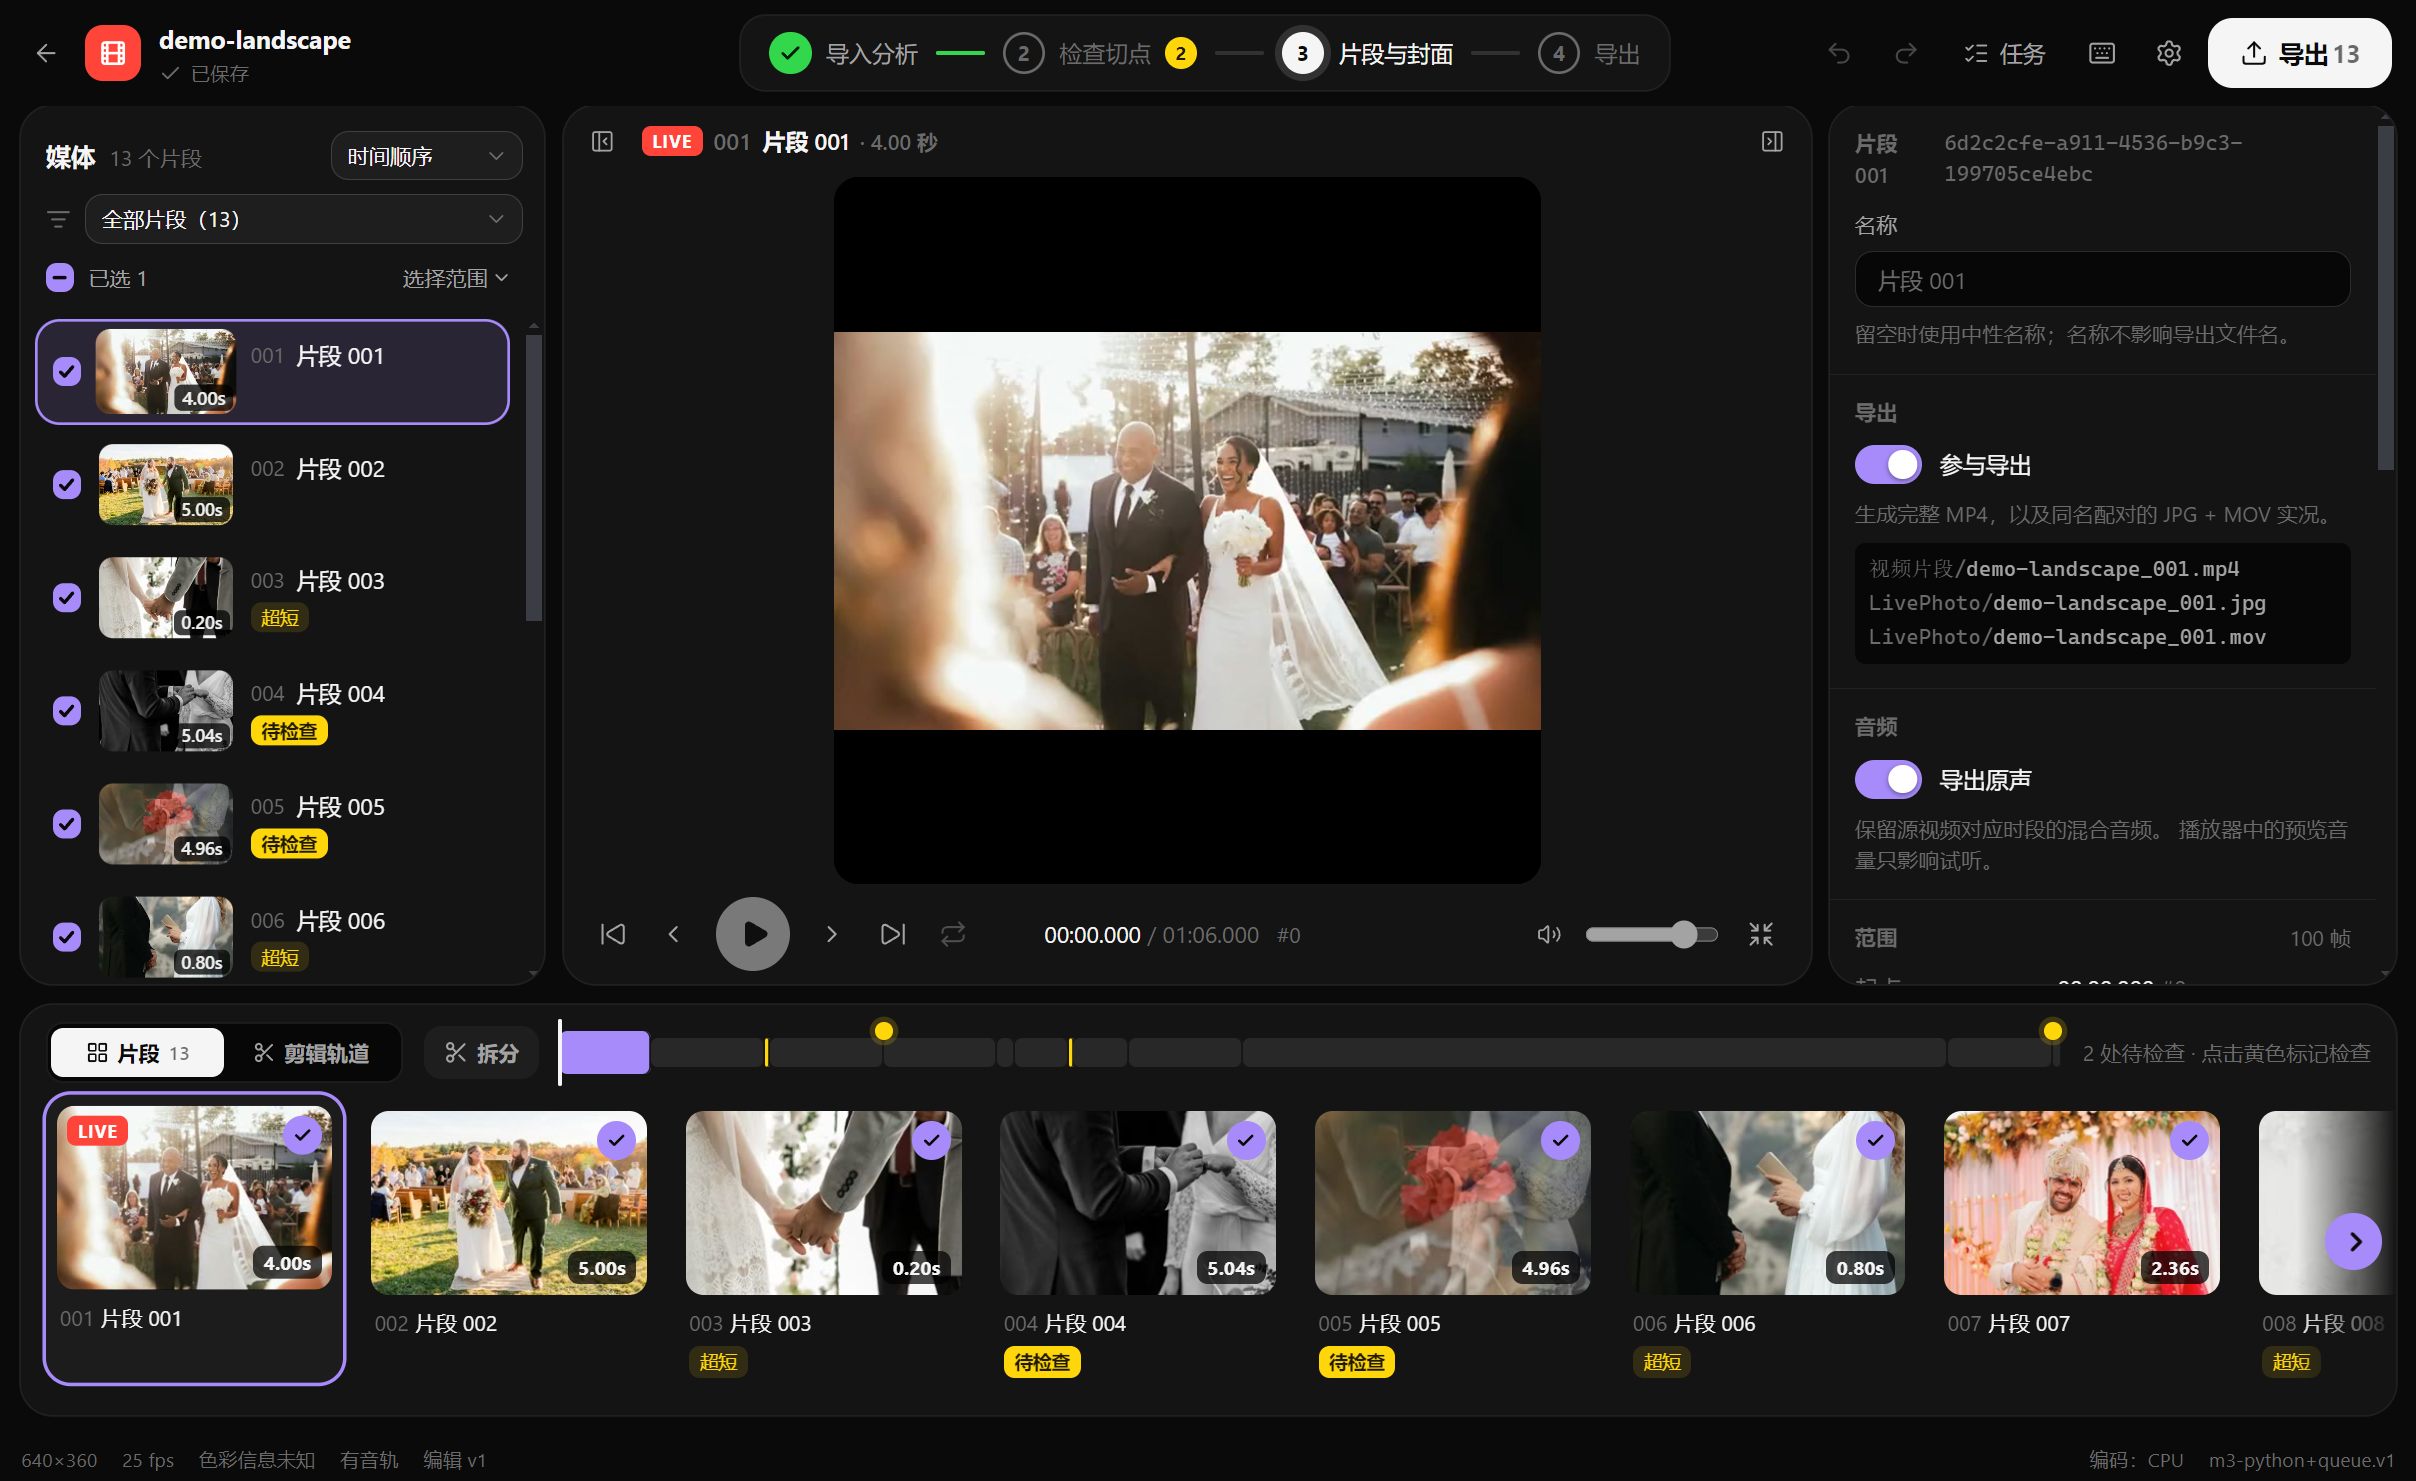 demo-landscape
已保存
导入分析
2 检查切点 2
3 片段与封面
4 导出
任务
导出 13
媒体 13 个片段
时间顺序
全部片段（13）
已选 1
选择范围
4.00s
001 片段 001
5.00s
002 片段 002
0.20s
003 片段 003
超短
5.04s
004 片段 004
待检查
4.96s
005 片段 005
待检查
0.80s
006 片段 006
超短
LIVE 001 片段 001 · 4.00 秒
00:00.000 / 01:06.000 #0
片段 001
6d2c2cfe-a911-4536-b9c3-
199705ce4ebc
名称
片段 001
留空时使用中性名称；名称不影响导出文件名。
导出
参与导出
生成完整 MP4，以及同名配对的 JPG + MOV 实况。
视频片段/demo-landscape_001.mp4
LivePhoto/demo-landscape_001.jpg
LivePhoto/demo-landscape_001.mov
音频
导出原声
保留源视频对应时段的混合音频。 播放器中的预览音
量只影响试听。
范围 100 帧
片段 13
剪辑轨道
拆分
2 处待检查 · 点击黄色标记检查
LIVE
4.00s
001 片段 001
5.00s
002 片段 002
0.20s
003 片段 003
超短
5.04s
004 片段 004
待检查
4.96s
005 片段 005
待检查
0.80s
006 片段 006
超短
2.36s
007 片段 007
008 片段 008
超短
640×360 25 fps 色彩信息未知 有音轨 编辑 v1
编码：CPU m3-python+queue.v1